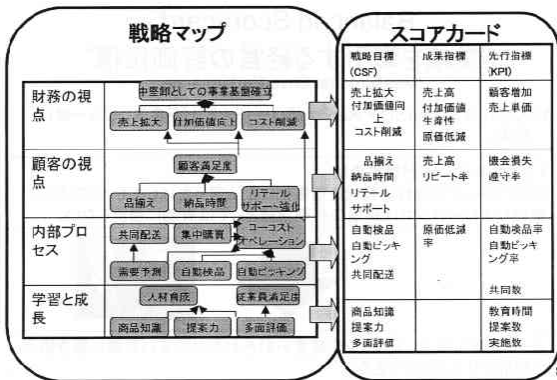 戦略マップ
財務の視
点
中堅卸としての事業基盤確立
売上拡大
付加価値向上
コスト削減
顧客の視
点
顧客満足度
品揃え
納品時間
リテール
サポート強化
内部プロ
セス
共同配送
集中購買
ローコスト
オペレーション
需要予測
自動検品
自動ピッキング
学習と成
長
人材育成
従業員満足度
商品知識
提案力
多面評価
スコアカード
戦略目標
(CSF)
成果指標
先行指標
(KPI)
売上拡大
付加価値向
上
コスト削減
売上高
付加価値
生産性
原価低減
顧客増加
売上単価
品揃え
納品時間
リテール
サポート
売上高
リピート率
機会損失
遵守率
自動検品
自動ピッキ
ング
共同配送
原価低減
率
自動検品率
自動ピッキ
ング率
共同数
商品知識
提案力
多面評価
教育時間
提案数
実施数